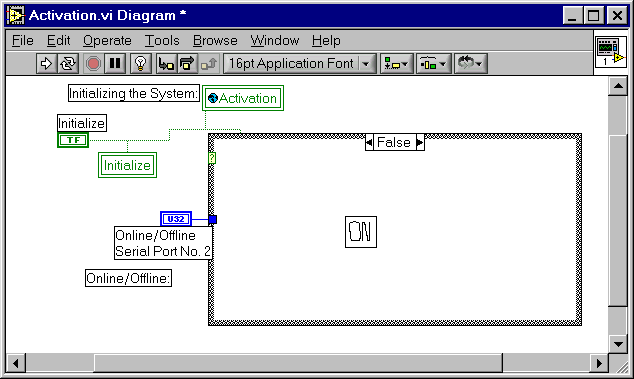 Activation.vi Diagram *
File Edit Operate Tools Browse Window Help
16pt Application Font
1
Initializing the System:
Activation
Initialize
TF
Initialize
?
False
U32
ON
Online/Offline
Serial Port No. 2
Online/Offline: